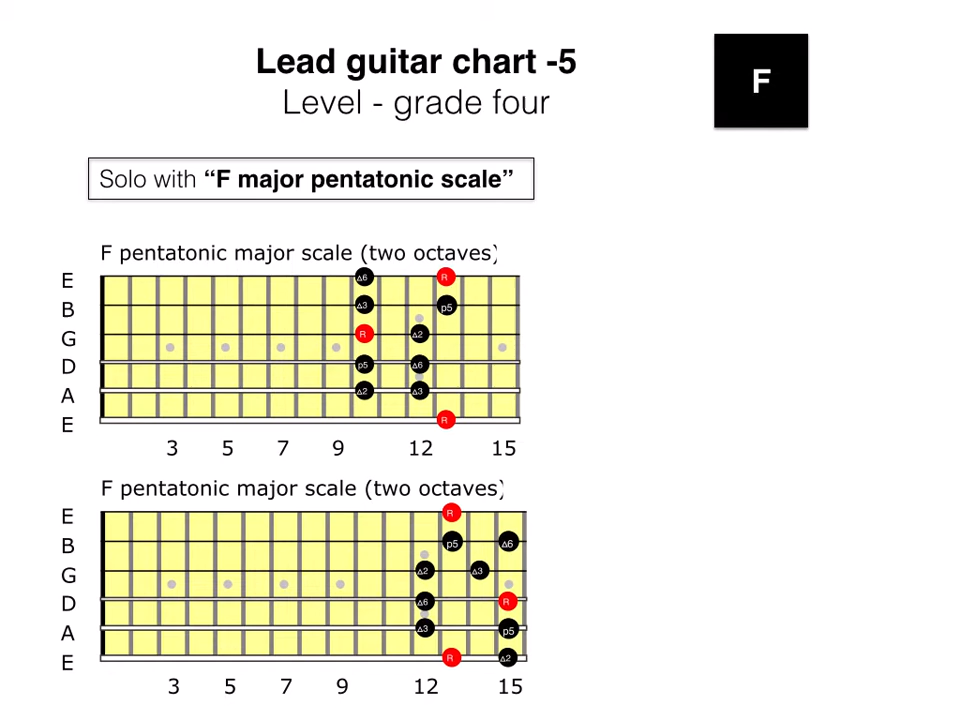 Lead guitar chart -5
Level - grade four
F
Solo with “F major pentatonic scale”
F pentatonic major scale (two octaves)
E Δ6 R
B Δ3 p5
G R Δ2
D p5 Δ6
A Δ2 Δ3
E R
3 5 7 9 12 15
F pentatonic major scale (two octaves)
E R
B p5 Δ6
G Δ2 Δ3
D Δ6 R
A Δ3 p5
E R Δ2
3 5 7 9 12 15